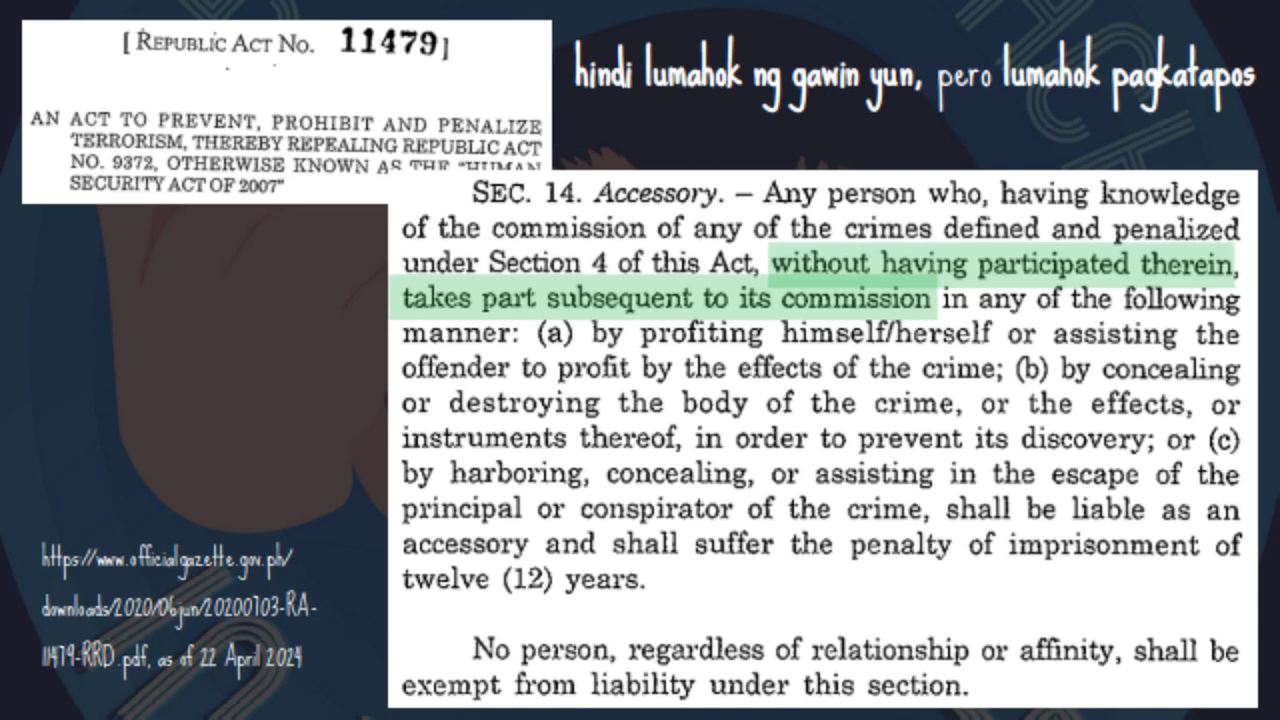 [ REPUBLIC ACT NO. 11479 ]
AN ACT TO PREVENT, PROHIBIT AND PENALIZE
TERRORISM, THEREBY REPEALING REPUBLIC ACT
NO. 9372, OTHERWISE KNOWN AS THE "HUMAN
SECURITY ACT OF 2007"
hindi lumahok ng gawin yun, pero lumahok pagkatapos
SEC. 14. Accessory. – Any person who, having knowledge
of the commission of any of the crimes defined and penalized
under Section 4 of this Act, without having participated therein,
takes part subsequent to its commission in any of the following
manner: (a) by profiting himself/herself or assisting the
offender to profit by the effects of the crime; (b) by concealing
or destroying the body of the crime, or the effects, or
instruments thereof, in order to prevent its discovery; or (c)
by harboring, concealing, or assisting in the escape of the
principal or conspirator of the crime, shall be liable as an
accessory and shall suffer the penalty of imprisonment of
twelve (12) years.
No person, regardless of relationship or affinity, shall be
exempt from liability under this section.
https://www.officialgazette.gov.ph/
downloads/2020/06jun/20200703-RA-
11479-RRD.pdf, as of 22 April 2024